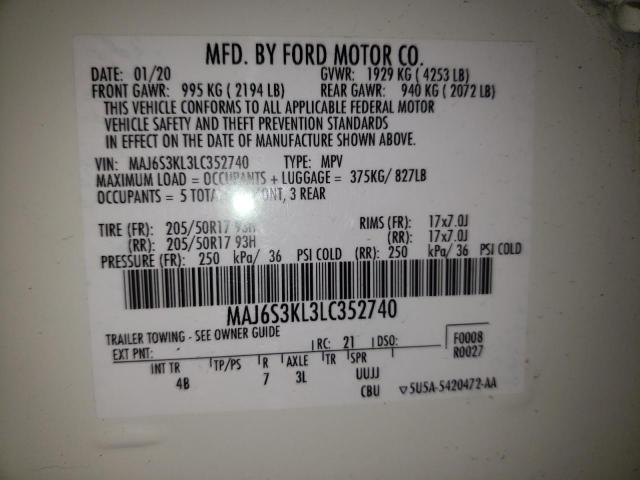 MFD. BY FORD MOTOR CO.
DATE: 01/20 GVWR: 1929 KG ( 4253 LB)
FRONT GAWR: 995 KG ( 2194 LB) REAR GAWR: 940 KG ( 2072 LB)
THIS VEHICLE CONFORMS TO ALL APPLICABLE FEDERAL MOTOR
VEHICLE SAFETY AND THEFT PREVENTION STANDARDS
IN EFFECT ON THE DATE OF MANUFACTURE SHOWN ABOVE.
VIN: MAJ6S3KL3LC352740 TYPE: MPV
MAXIMUM LOAD = OCCUPANTS + LUGGAGE = 375KG/ 827LB
OCCUPANTS = 5 3 REAR
TIRE (FR): 205/50R17 93H RIMS (FR): 17x7.0J
(RR): 205/50R17 93H (RR): 17x7.0J
PRESSURE (FR): 250 kPa/ 36 PSI COLD (RR): 250 kPa/ 36 PSI COLD
MAJ6S3KL3LC352740
TRAILER TOWING - SEE OWNER GUIDE
EXT PNT: RC: 21 DSO: F0008
R0027
INT TR TP/PS R AXLE TR SPR
4B 7 3L UUJJ
CBU ▽5U5A-5420472-AA